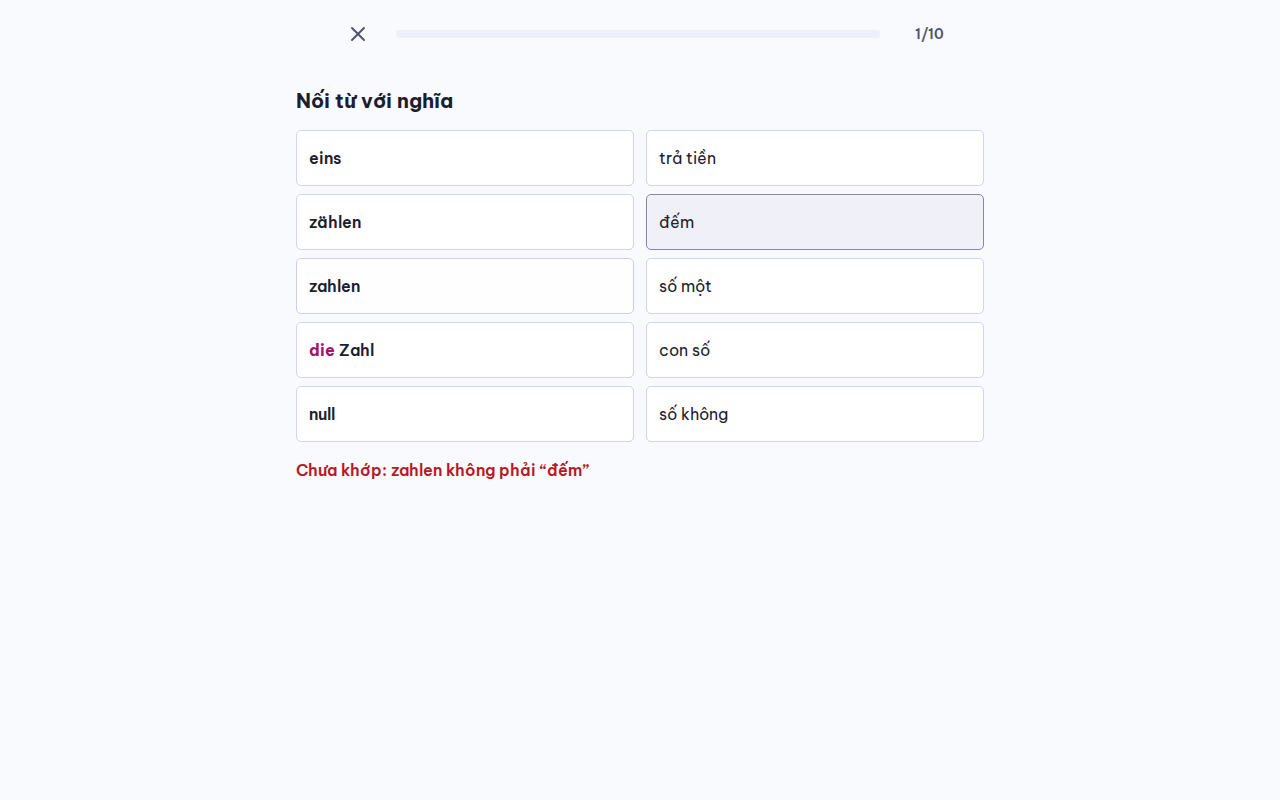 1/10
Nối từ với nghĩa
eins
trả tiền
zählen
đếm
zahlen
số một
die Zahl
con số
null
số không
Chưa khớp: zahlen không phải “đếm”